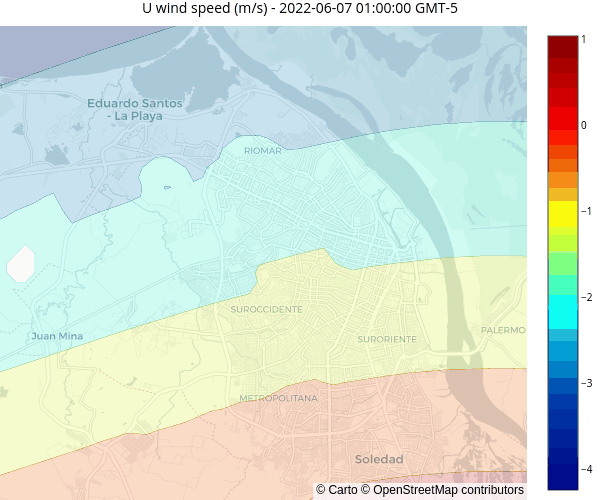 U wind speed (m/s) - 2022-06-07 01:00:00 GMT-5
Eduardo Santos
- La Playa
RIOMAR
SUROCCIDENTE
Juan Mina
SURORIENTE
PALERMO
METROPOLITANA
Soledad
© Carto © OpenStreetMap contributors
1
0
−1
−2
−3
−4